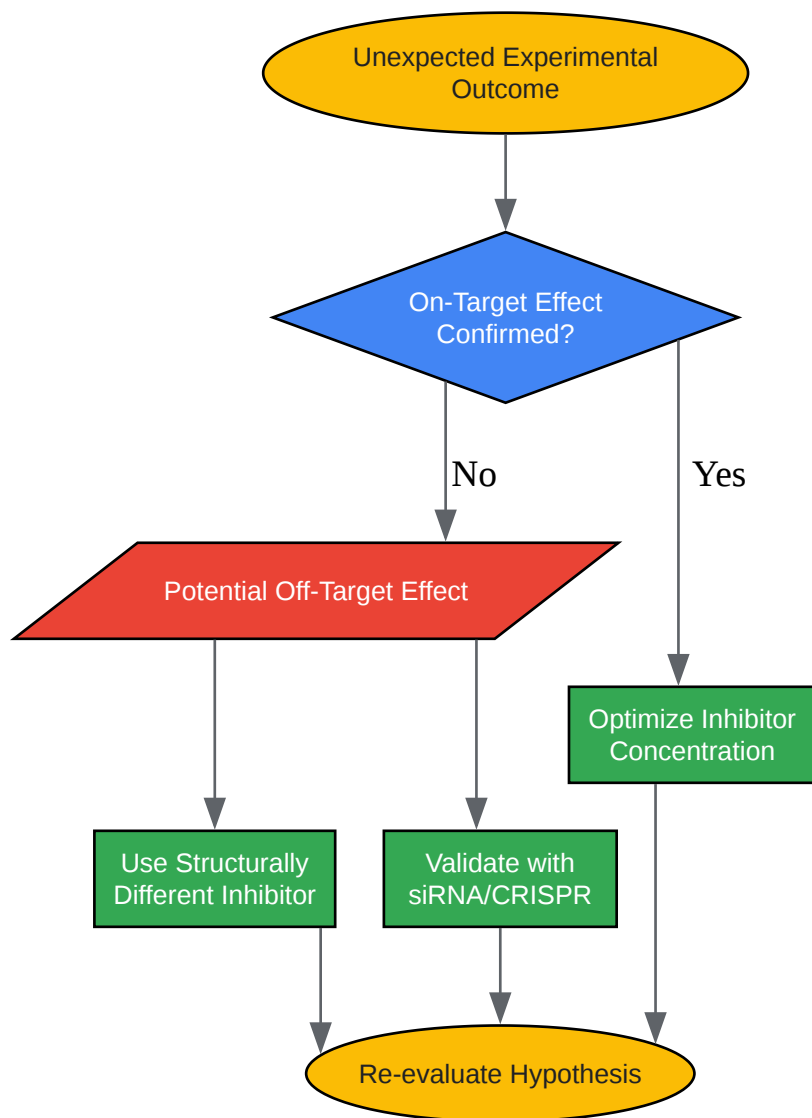 Unexpected Experimental
Outcome
On-Target Effect
Confirmed?
No
Yes
Potential Off-Target Effect
Optimize Inhibitor
Concentration
Use Structurally
Different Inhibitor
Validate with
siRNA/CRISPR
Re-evaluate Hypothesis